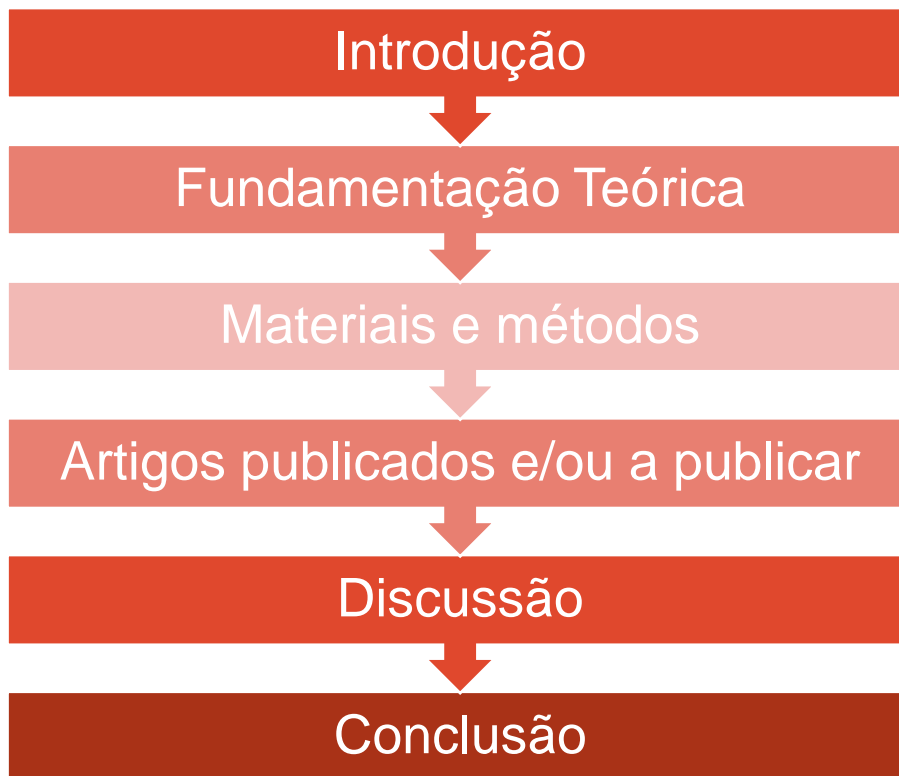 Introdução
Fundamentação Teórica
Materiais e métodos
Artigos publicados e/ou a publicar
Discussão
Conclusão